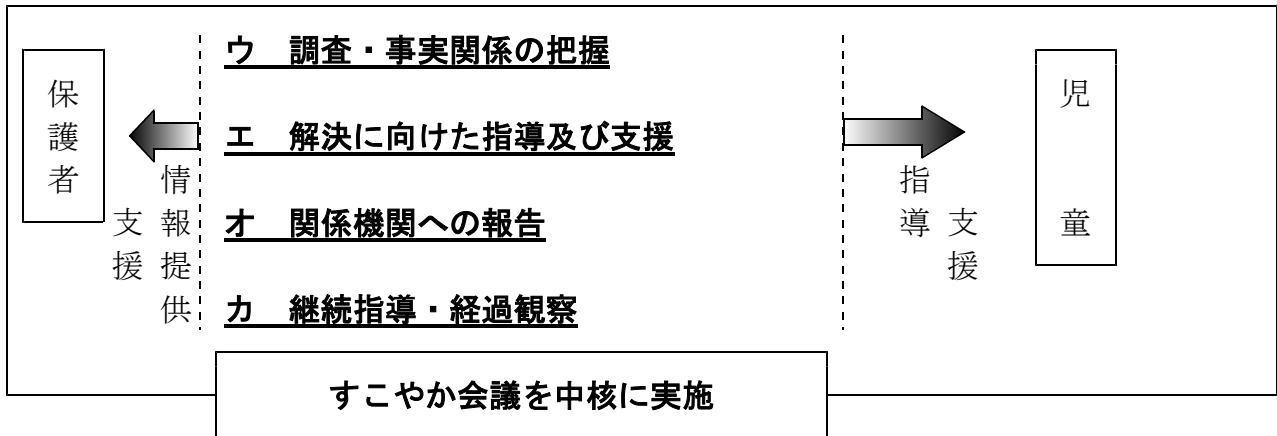 保護者
情報提供
支援
ウ 調査・事実関係の把握
エ 解決に向けた指導及び支援
オ 関係機関への報告
カ 継続指導・経過観察
指導
支援
児童
すこやか会議を中核に実施